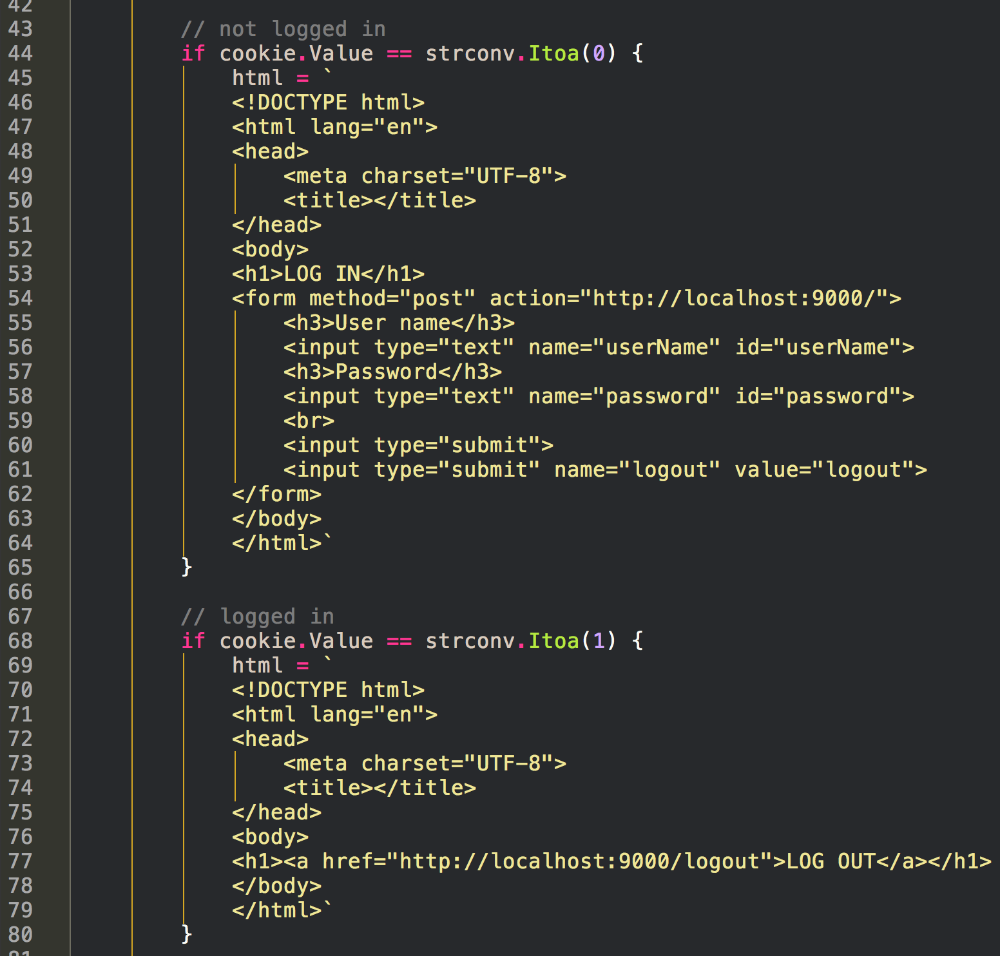 42
43 // not logged in
44 if cookie.Value == strconv.Itoa(0) {
45 html = `
46 <!DOCTYPE html>
47 <html lang="en">
48 <head>
49 <meta charset="UTF-8">
50 <title></title>
51 </head>
52 <body>
53 <h1>LOG IN</h1>
54 <form method="post" action="http://localhost:9000/">
55 <h3>User name</h3>
56 <input type="text" name="userName" id="userName">
57 <h3>Password</h3>
58 <input type="text" name="password" id="password">
59 <br>
60 <input type="submit">
61 <input type="submit" name="logout" value="logout">
62 </form>
63 </body>
64 </html>`
65 }
66
67 // logged in
68 if cookie.Value == strconv.Itoa(1) {
69 html = `
70 <!DOCTYPE html>
71 <html lang="en">
72 <head>
73 <meta charset="UTF-8">
74 <title></title>
75 </head>
76 <body>
77 <h1><a href="http://localhost:9000/logout">LOG OUT</a></h1>
78 </body>
79 </html>`
80 }
81